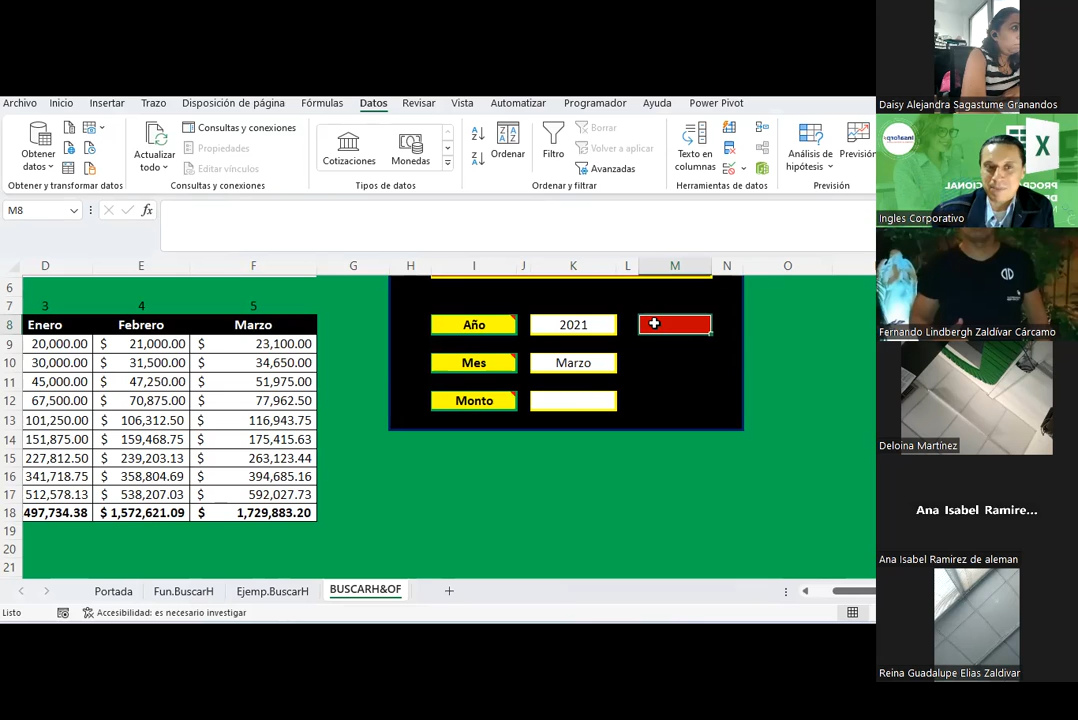 Archivo Inicio Insertar Trazo Disposición de página Fórmulas Datos Revisar Vista Automatizar Programador Ayuda Power Pivot
Obtener datos
Actualizar todo
Consultas y conexiones
Propiedades
Editar vínculos
Cotizaciones
Monedas
Ordenar
Filtro
Borrar
Volver a aplicar
Avanzadas
Texto en columnas
Análisis de hipótesis
Previsión
Obtener y transformar datos Consultas y conexiones Tipos de datos Ordenar y filtrar Herramientas de datos Previsión
M8 fx
D E F G H I J K L M N O
6
7 3 4 5
8 Enero Febrero Marzo Año 2021
9 20,000.00 $ 21,000.00 $ 23,100.00
10 30,000.00 $ 31,500.00 $ 34,650.00 Mes Marzo
11 45,000.00 $ 47,250.00 $ 51,975.00
12 67,500.00 $ 70,875.00 $ 77,962.50 Monto
13 101,250.00 $ 106,312.50 $ 116,943.75
14 151,875.00 $ 159,468.75 $ 175,415.63
15 227,812.50 $ 239,203.13 $ 263,123.44
16 341,718.75 $ 358,804.69 $ 394,685.16
17 512,578.13 $ 538,207.03 $ 592,027.73
18 497,734.38 $ 1,572,621.09 $ 1,729,883.20
19
20
21
Portada Fun.BuscarH Ejemp.BuscarH BUSCARH&OF
Listo Accesibilidad: es necesario investigar
Daisy Alejandra Sagastume Granandos
Ingles Corporativo
Fernando Lindbergh Zaldívar Cárcamo
Deloina Martínez
Ana Isabel Ramire...
Ana Isabel Ramirez de aleman
Reina Guadalupe Elias Zaldivar